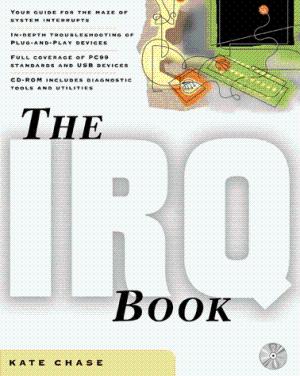 YOUR GUIDE FOR THE MAZE OF
SYSTEM INTERRUPTS
IN-DEPTH TROUBLESHOOTING OF
PLUG-AND-PLAY DEVICES
FULL COVERAGE OF PC99
STANDARDS AND USB DEVICES
CD-ROM INCLUDES DIAGNOSTIC
TOOLS AND UTILITIES
THE
IRQ
BOOK
KATE CHASE